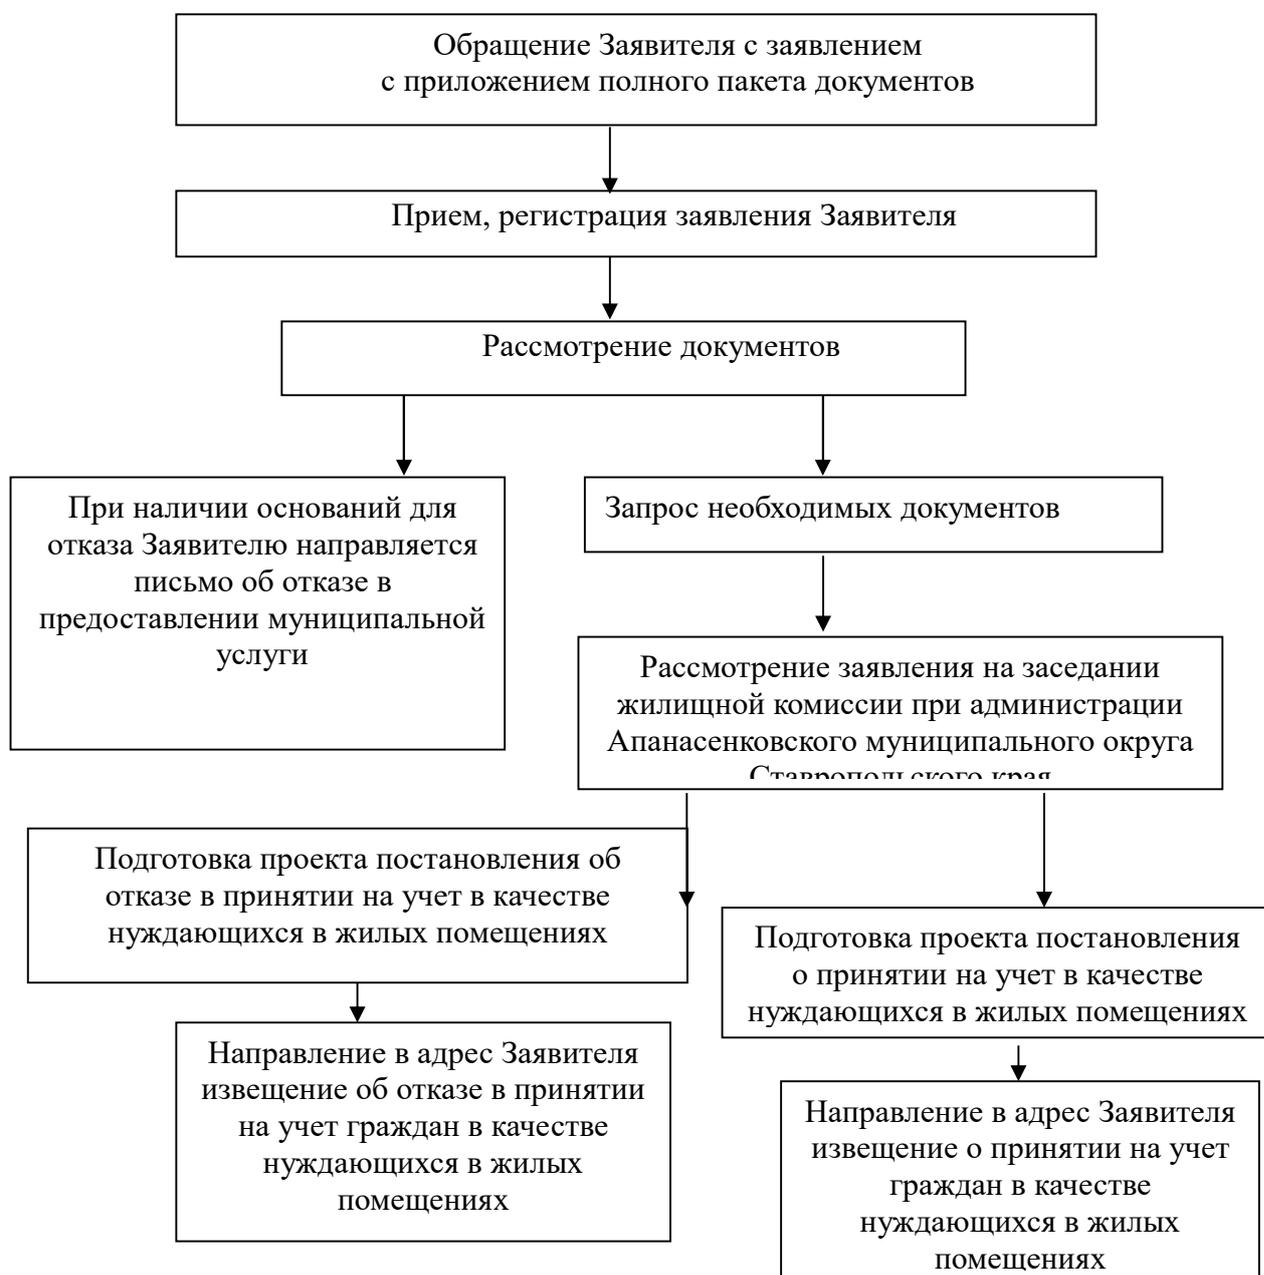 Обращение Заявителя с заявлением
с приложением полного пакета документов
Прием, регистрация заявления Заявителя
Рассмотрение документов
При наличии оснований для
отказа Заявителю направляется
письмо об отказе в
предоставлении муниципальной
услуги
Запрос необходимых документов
Рассмотрение заявления на заседании
жилищной комиссии при администрации
Апанасенковского муниципального округа
Ставропольского края
Подготовка проекта постановления об
отказе в принятии на учет в качестве
нуждающихся в жилых помещениях
Подготовка проекта постановления
о принятии на учет в качестве
нуждающихся в жилых помещениях
Направление в адрес Заявителя
извещение об отказе в принятии
на учет граждан в качестве
нуждающихся в жилых
помещениях
Направление в адрес Заявителя
извещение о принятии на учет
граждан в качестве
нуждающихся в жилых
помещениях